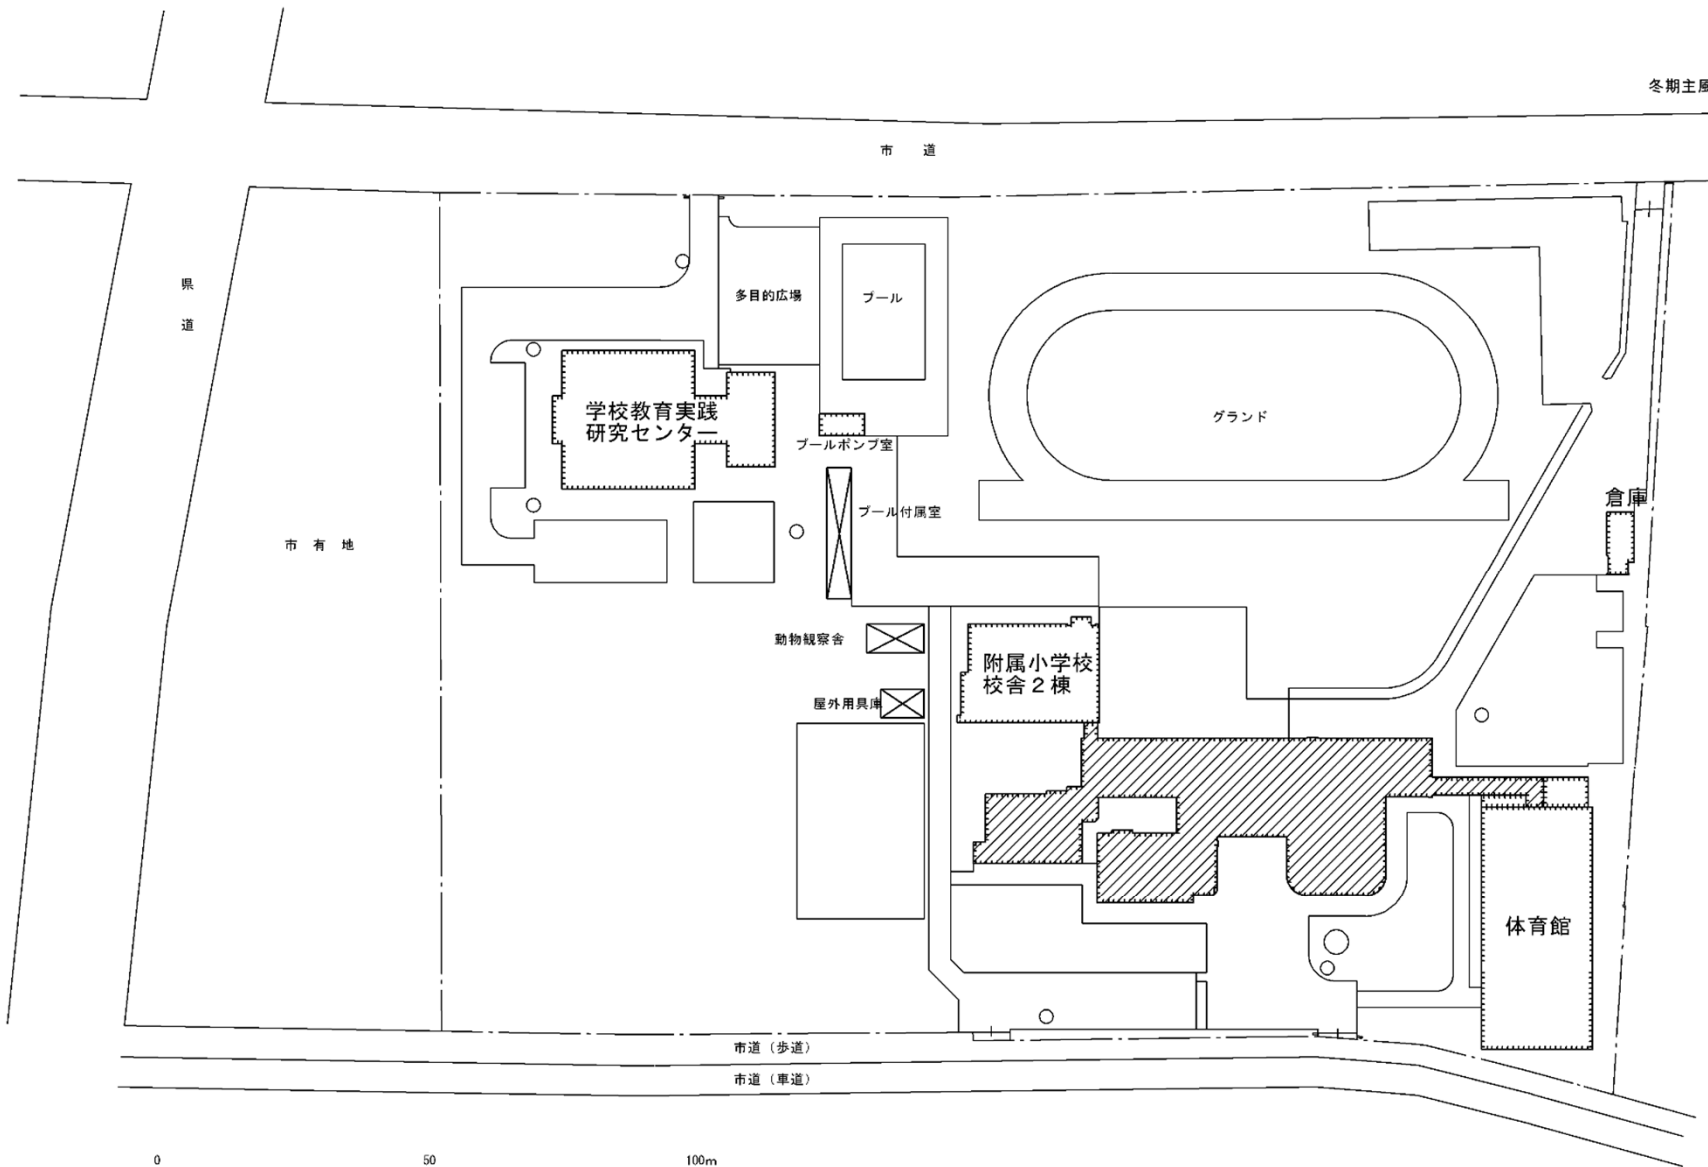 冬期主風
市 道
県
道
多目的広場
プール
学校教育実践
研究センター
グランド
プールポンプ室
倉庫
プール付属室
市 有 地
動物観察舎
附属小学校
校舎２棟
屋外用具庫
体育館
市道（歩道）
市道（車道）
0 50 100m